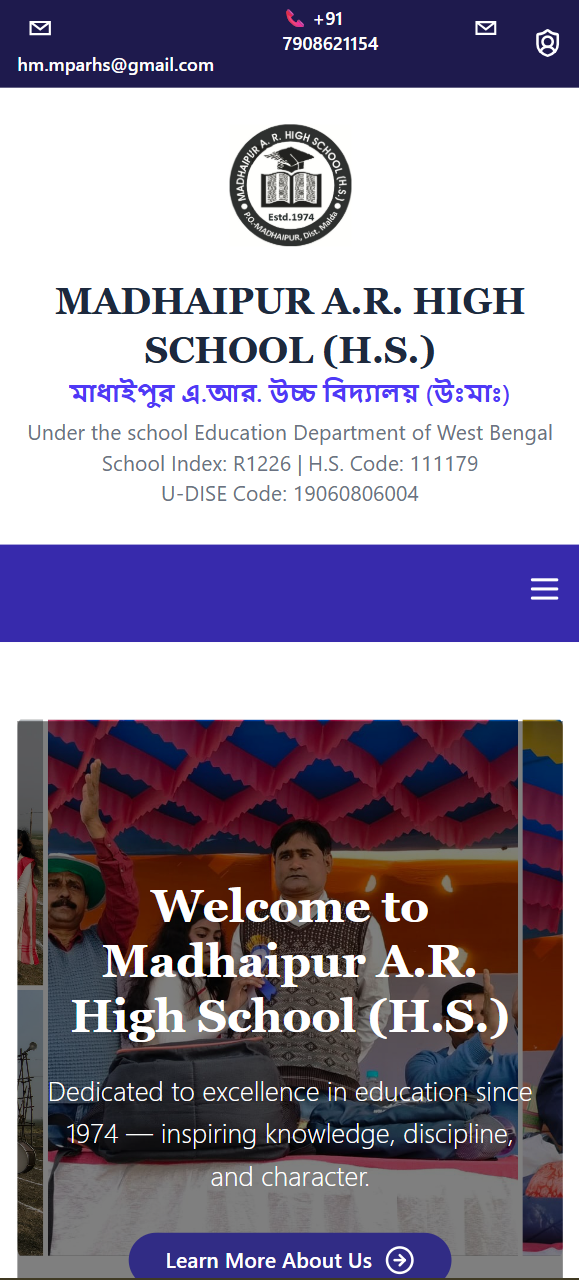 +91
7908621154
hm.mparhs@gmail.com
MADHAIPUR A. R. HIGH SCHOOL (H.S.)
Estd.1974
P.O.-MADHAIPUR, Dist. Malda
MADHAIPUR A.R. HIGH
SCHOOL (H.S.)
মাধাইপুর এ.আর. উচ্চ বিদ্যালয় (উঃমাঃ)
Under the school Education Department of West Bengal
School Index: R1226 | H.S. Code: 111179
U-DISE Code: 19060806004
Welcome to
Madhaipur A.R.
High School (H.S.)
Dedicated to excellence in education since
1974 — inspiring knowledge, discipline,
and character.
Learn More About Us